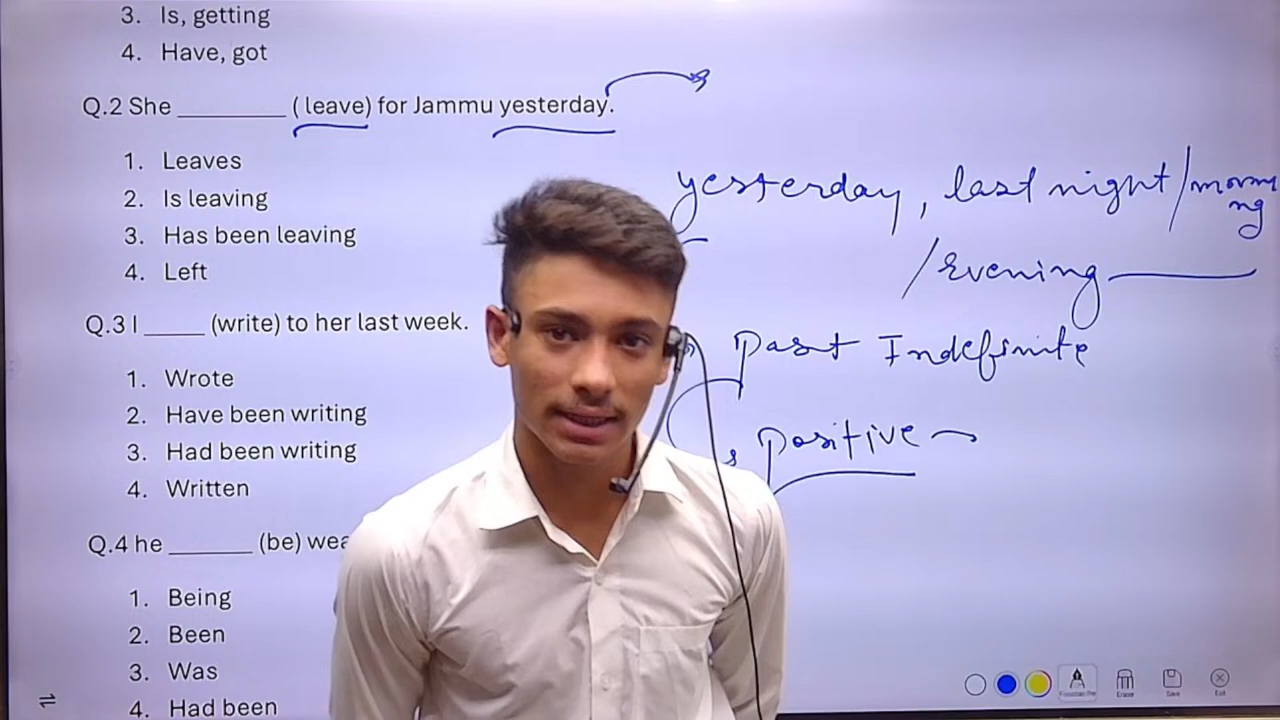 3. Is, getting
4. Have, got
Q.2 She ________ ( leave) for Jammu yesterday.
1. Leaves
2. Is leaving
3. Has been leaving
4. Left
yesterday, last night/morning
/Evening
Q.3 I _____ (write) to her last week.
1. Wrote
2. Have been writing
3. Had been writing
4. Written
Past Indefinite
Positive
Q.4 he _______ (be)
1. Being
2. Been
3. Was
4. Had been
Eraser
Save
Exit